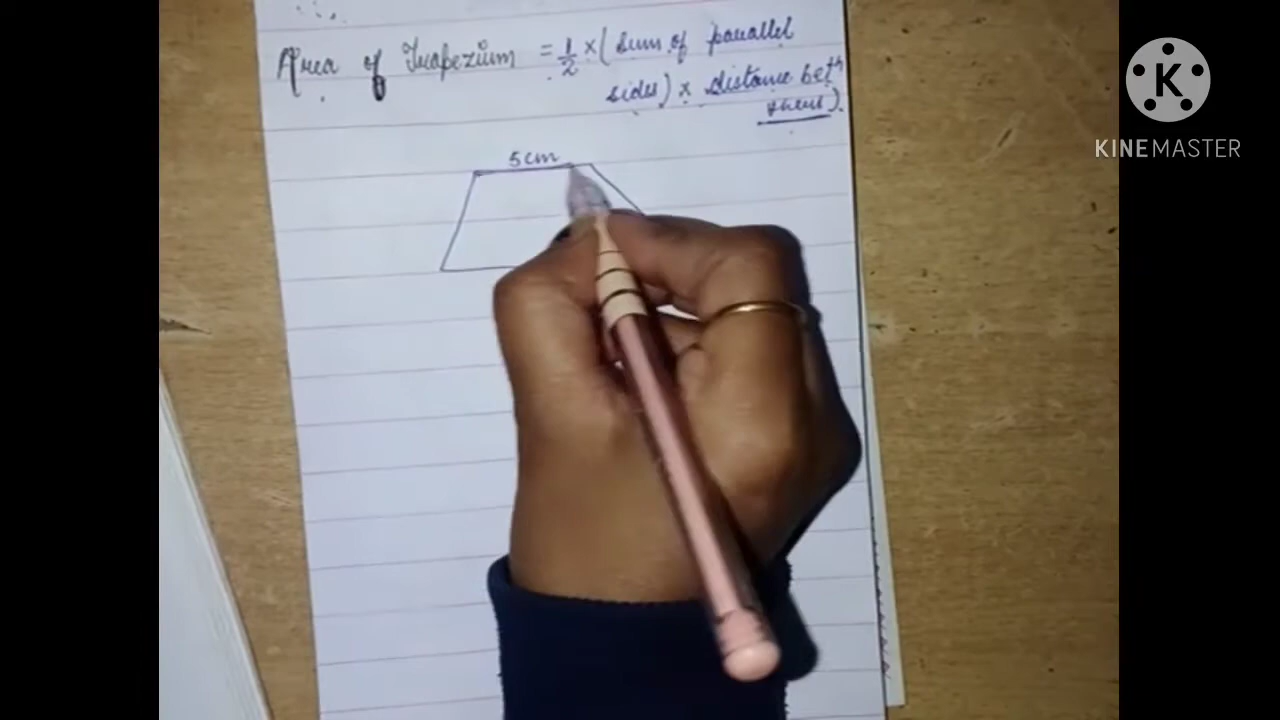 Area of Trapezium = 1/2 × (sum of parallel
sides) × distance betn
them).
5cm
K
KINEMASTER